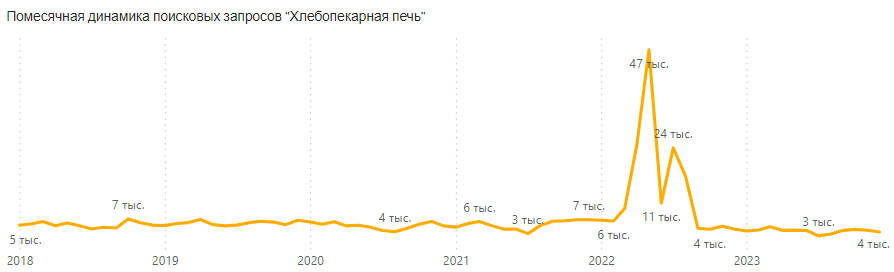 Помесячная динамика поисковых запросов "Хлебопекарная печь"
47 тыс.
24 тыс.
7 тыс.
4 тыс.
6 тыс.
3 тыс.
7 тыс.
11 тыс.
3 тыс.
5 тыс.
6 тыс.
4 тыс.
4 тыс.
2018 2019 2020 2021 2022 2023